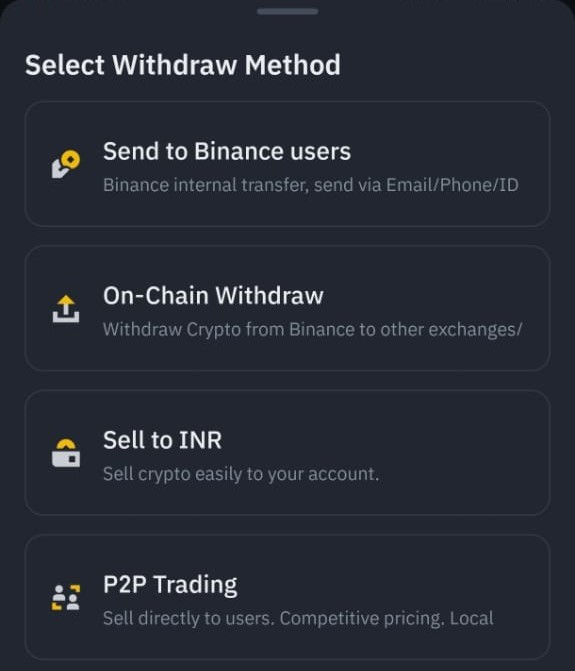 Select Withdraw Method
Send to Binance users
Binance internal transfer, send via Email/Phone/ID
On-Chain Withdraw
Withdraw Crypto from Binance to other exchanges/
Sell to INR
Sell crypto easily to your account.
P2P Trading
Sell directly to users. Competitive pricing. Local